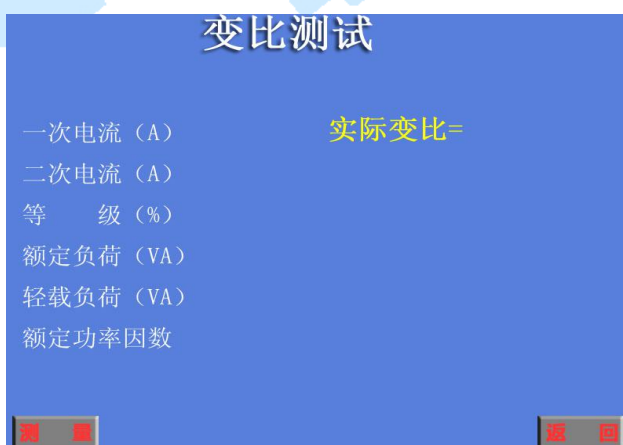 变比测试
一次电流（A）
实际变比=
二次电流（A）
等 级（%）
额定负荷（VA）
轻载负荷（VA）
额定功率因数
测 量
返 回